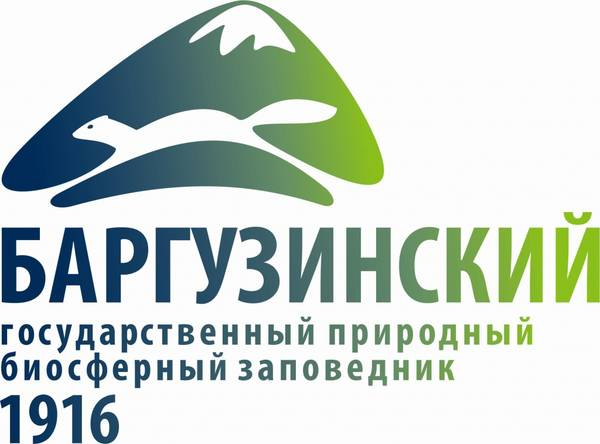 БАРГУЗИНСКИЙ
государственный природный
биосферный заповедник
1916